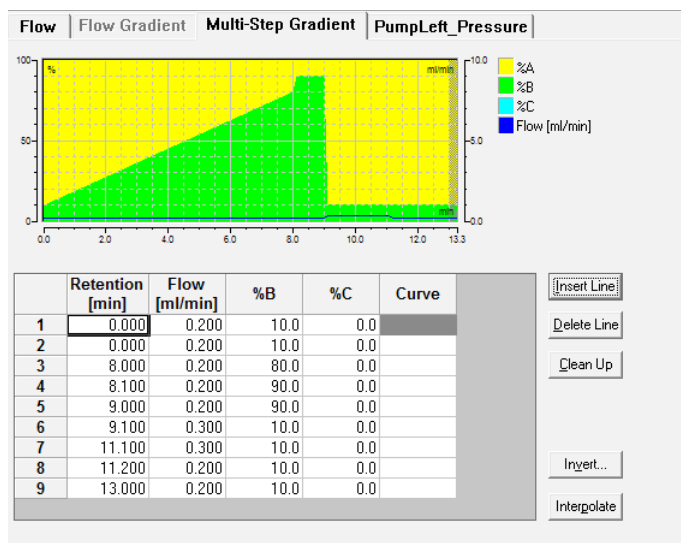 Flow Flow Gradient Multi-Step Gradient PumpLeft_Pressure
100 % ml/min 10.0 %A
%B
%C
Flow [ml/min]
50 5.0
0 min 0.0
0.0 2.0 4.0 6.0 8.0 10.0 12.0 13.3
Retention [min] Flow [ml/min] %B %C Curve Insert Line
1 0.000 0.200 10.0 0.0 Delete Line
2 0.000 0.200 10.0 0.0
3 8.000 0.200 80.0 0.0 Clean Up
4 8.100 0.200 90.0 0.0
5 9.000 0.200 90.0 0.0
6 9.100 0.300 10.0 0.0
7 11.100 0.300 10.0 0.0
8 11.200 0.200 10.0 0.0 Invert...
9 13.000 0.200 10.0 0.0 Interpolate